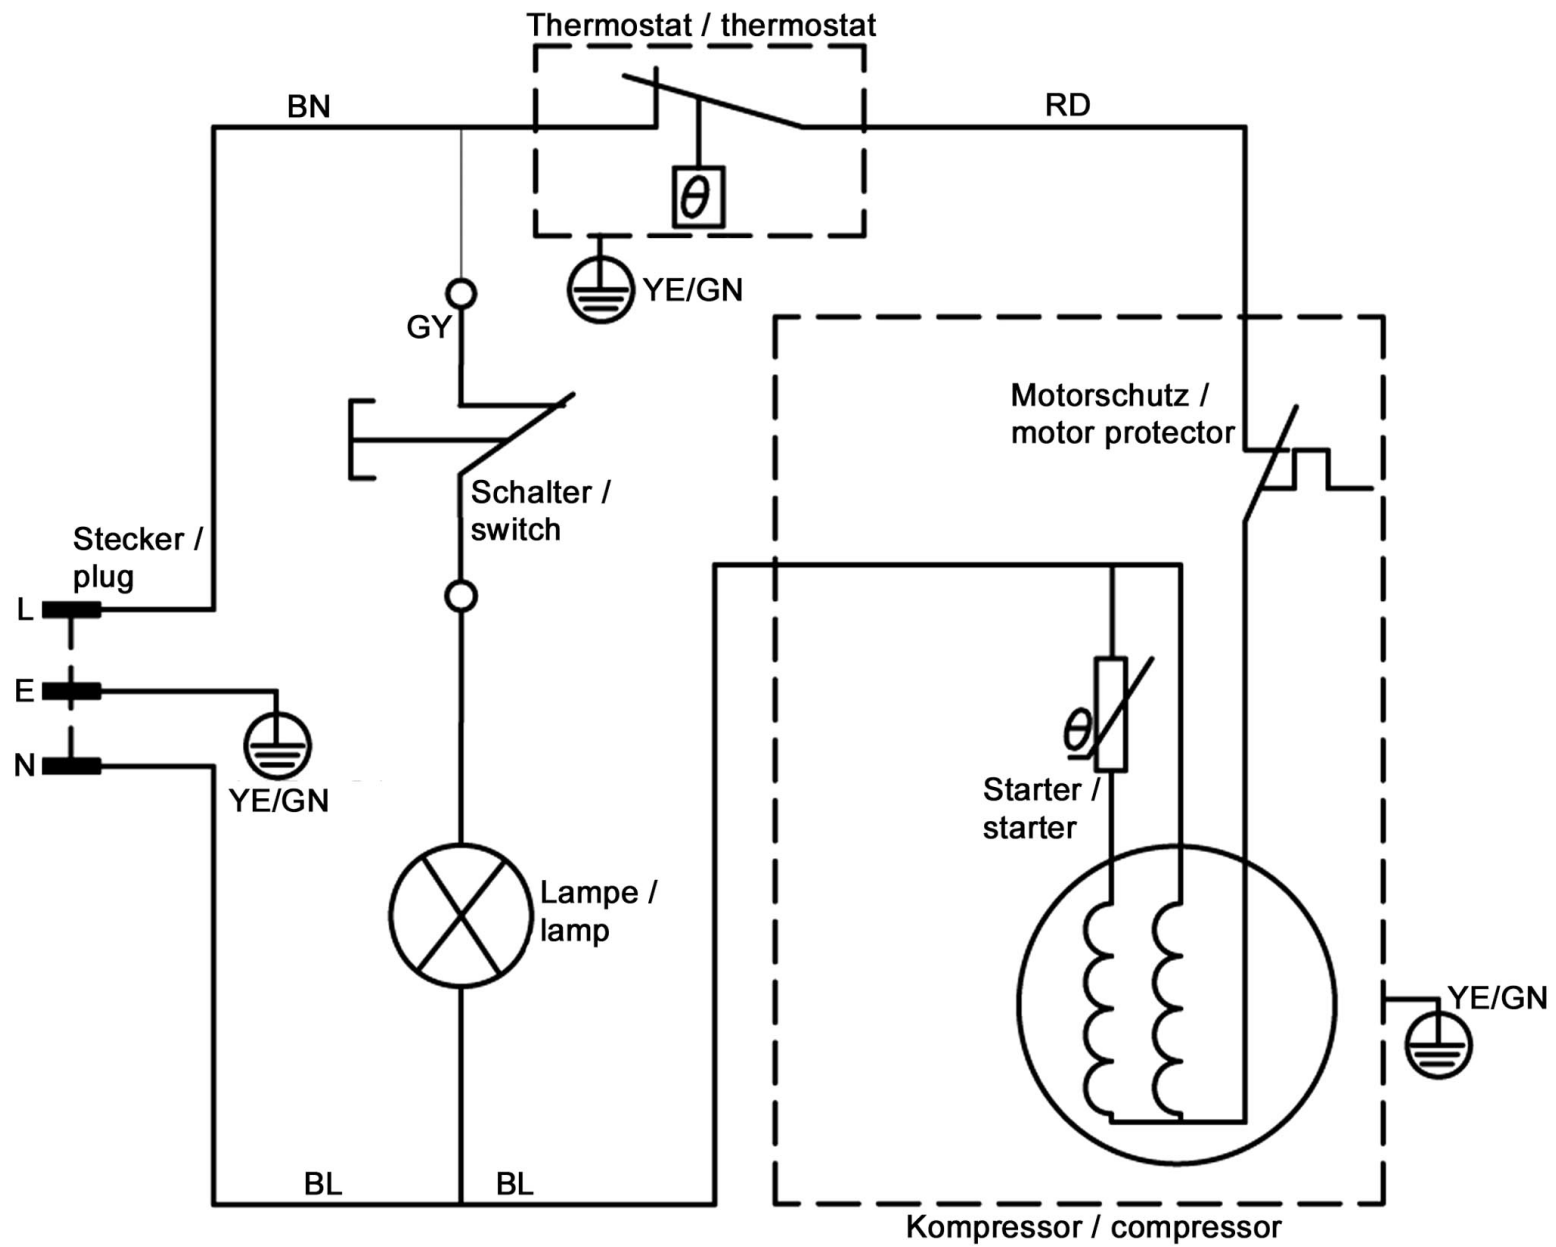 Thermostat / thermostat
BN
RD
θ
YE/GN
GY
Motorschutz /
motor protector
Schalter /
switch
Stecker /
plug
L
E
N
YE/GN
θ
Starter /
starter
Lampe /
lamp
YE/GN
BL
BL
Kompressor / compressor